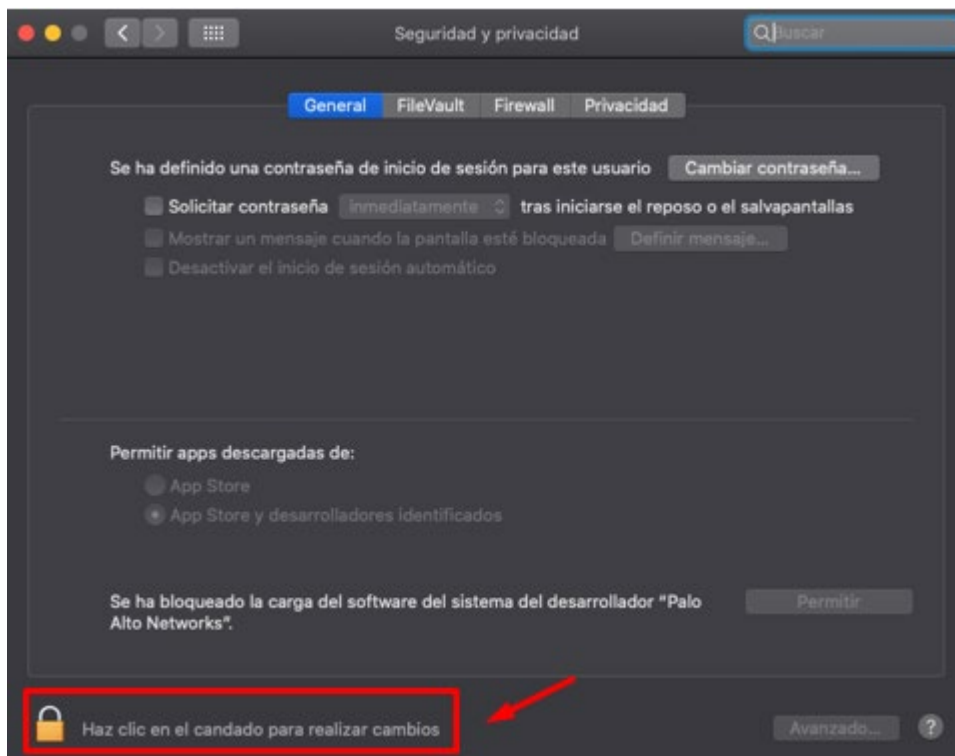 Seguridad y privacidad
Buscar
General FileVault Firewall Privacidad
Se ha definido una contraseña de inicio de sesión para este usuario Cambiar contraseña...
Solicitar contraseña inmediatamente tras iniciarse el reposo o el salvapantallas
Mostrar un mensaje cuando la pantalla esté bloqueada Definir mensaje...
Desactivar el inicio de sesión automático
Permitir apps descargadas de:
App Store
App Store y desarrolladores identificados
Se ha bloqueado la carga del software del sistema del desarrollador “Palo Permitir
Alto Networks”.
Haz clic en el candado para realizar cambios Avanzado... ?